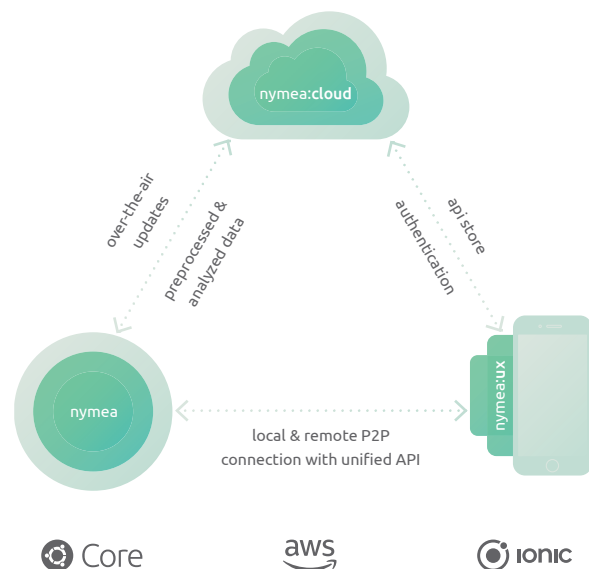 nymea:cloud
over-the-air
updates
preprocessed &
analyzed data
api store
authentication
nymea
nymea:ux
local & remote P2P
connection with unified API
Core
aws
IONIC